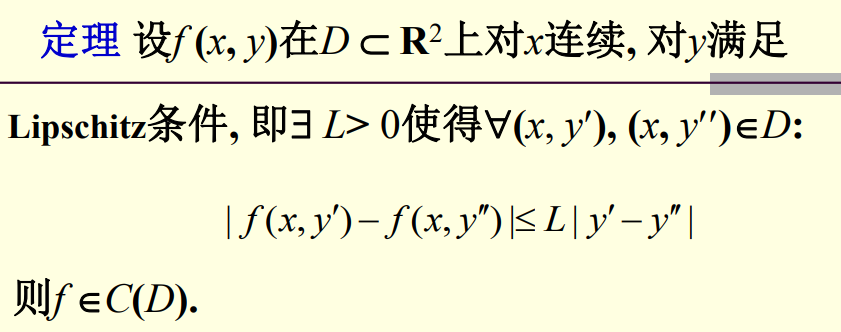 定理 设f (x, y)在D ⊂ R²上对x连续, 对y满足
Lipschitz条件, 即∃ L> 0使得∀(x, y′), (x, y′′)∈D:
| f (x, y′) − f (x, y″) |≤ L | y′ − y″ |
则f ∈C(D).